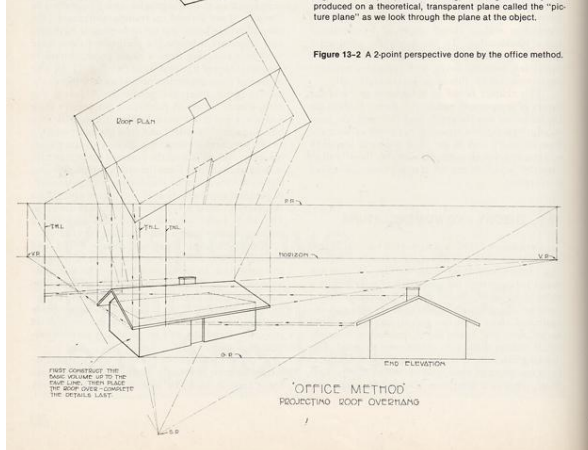 produced on a theoretical, transparent plane called the "pic-
ture plane" as we look through the plane at the object.
Figure 13-2 A 2-point perspective done by the office method.
ROOF PLAN
P.P.
T.H.L.
T.H.L.
T.H.L.
V.P.
HORIZON
V.P.
G.P.
END ELEVATION
FIRST CONSTRUCT THE
BASIC VOLUME UP TO THE
EAVE LINE. THEN PLACE
THE ROOF OVER - COMPLETE
THE DETAILS LAST.
'OFFICE METHOD'
PROJECTING ROOF OVERHANG
S.P.